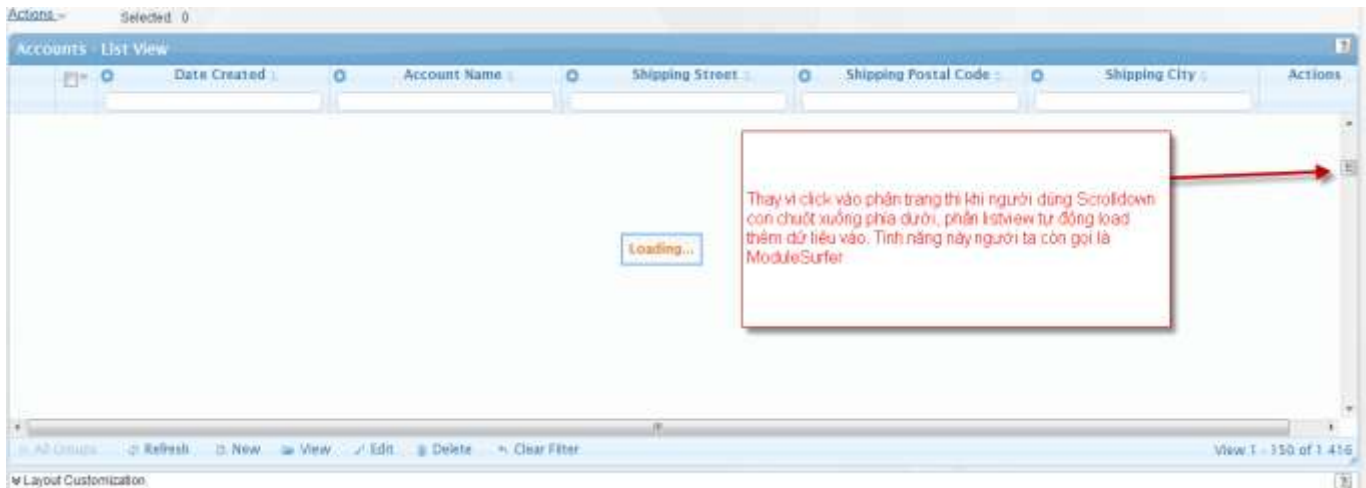 Actions
Selected: 0
Accounts - List View
Date Created
Account Name
Shipping Street
Shipping Postal Code
Shipping City
Actions
Thay vì click vào phân trang thì khi người dùng Scrolldown
con chuột xuống phía dưới, phần listview tự động load
thêm dữ liệu vào. Tính năng này người ta còn gọi là
ModuleSurfer
Loading...
All Groups Refresh New View Edit Delete Clear Filter
View 1 - 150 of 1 416
Layout Customization